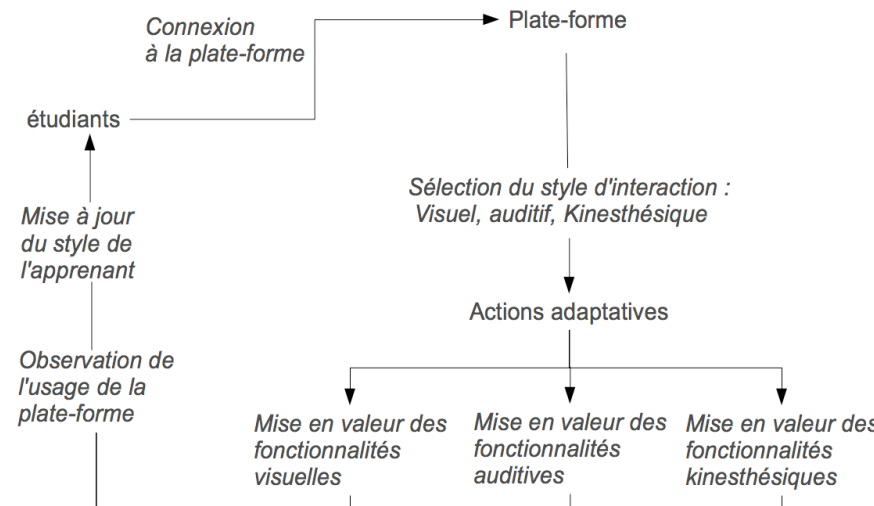 Connexion
à la plate-forme
Plate-forme
étudiants
Sélection du style d'interaction :
Visuel, auditif, Kinesthésique
Mise à jour
du style de
l'apprenant
Actions adaptatives
Observation de
l'usage de la
plate-forme
Mise en valeur des
fonctionnalités
visuelles
Mise en valeur des
fonctionnalités
auditives
Mise en valeur des
fonctionnalités
kinesthésiques